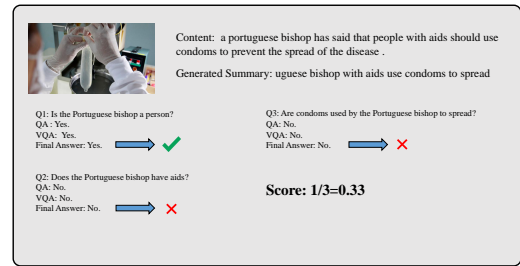 Content: a portuguese bishop has said that people with aids should use
condoms to prevent the spread of the disease .
Generated Summary: uguese bishop with aids use condoms to spread
Q1: Is the Portuguese bishop a person?
QA : Yes.
VQA: Yes.
Final Answer: Yes.
Q2: Does the Portuguese bishop have aids?
QA: No.
VQA: No.
Final Answer: No.
Q3: Are condoms used by the Portuguese bishop to spread?
QA: No.
VQA: No.
Final Answer: No.
Score: 1/3=0.33